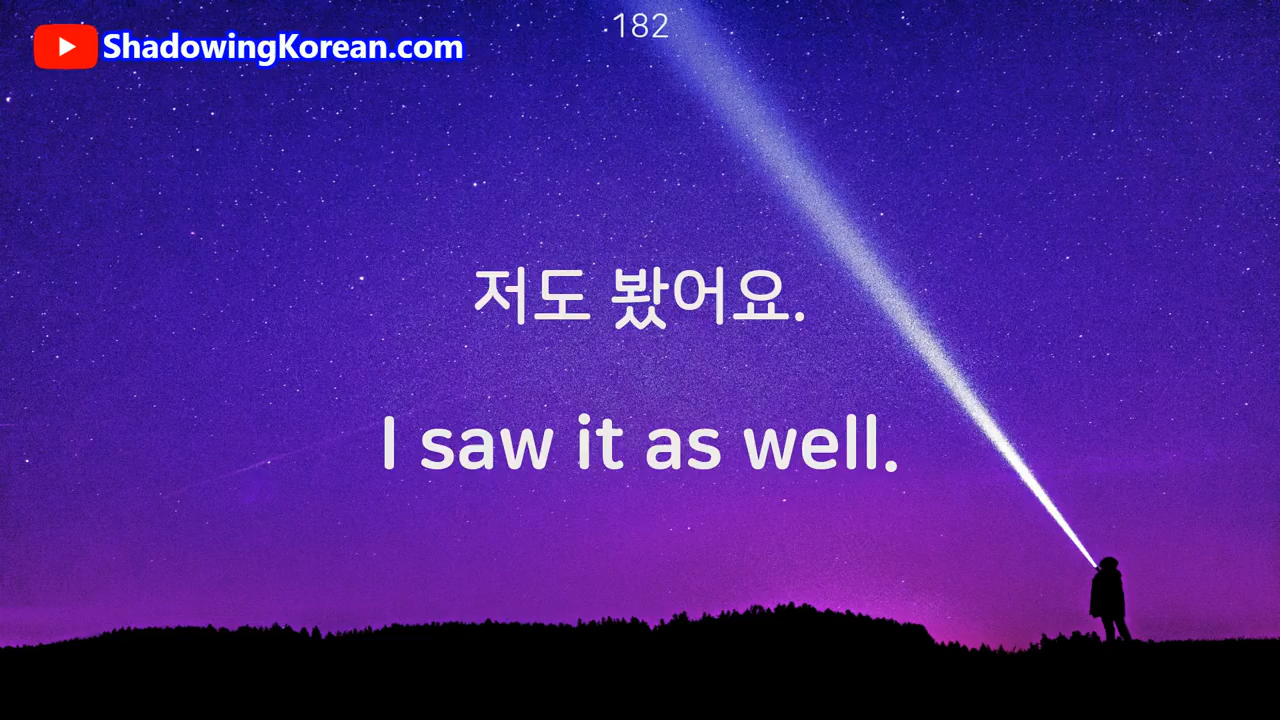 182
ShadowingKorean.com
저도 봤어요.
I saw it as well.